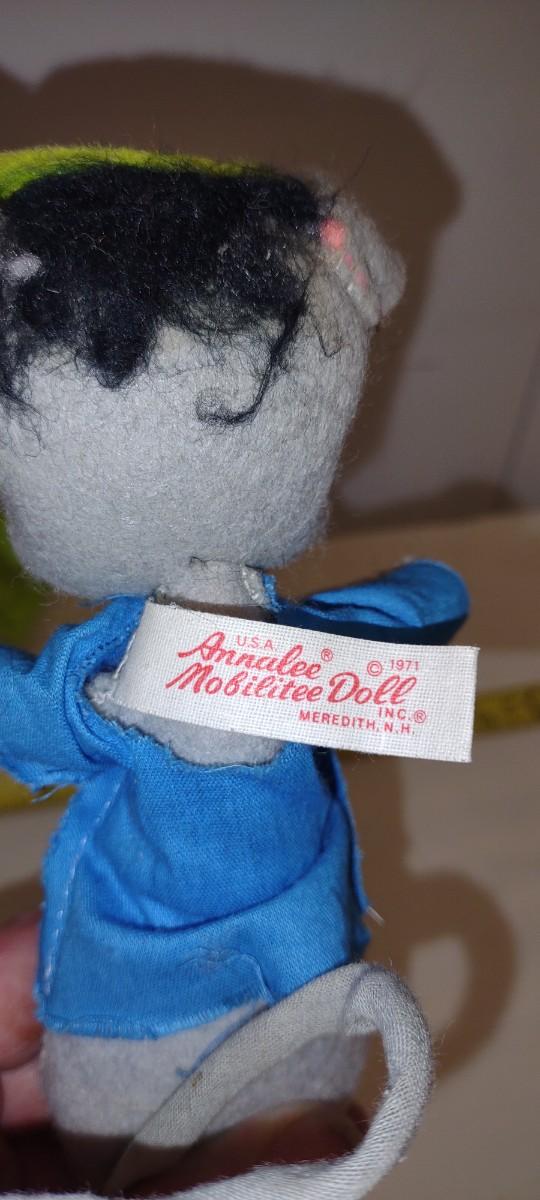 U.S.A.
Annalee® © 1971
Mobilitee Doll
INC.®
MEREDITH, N.H.